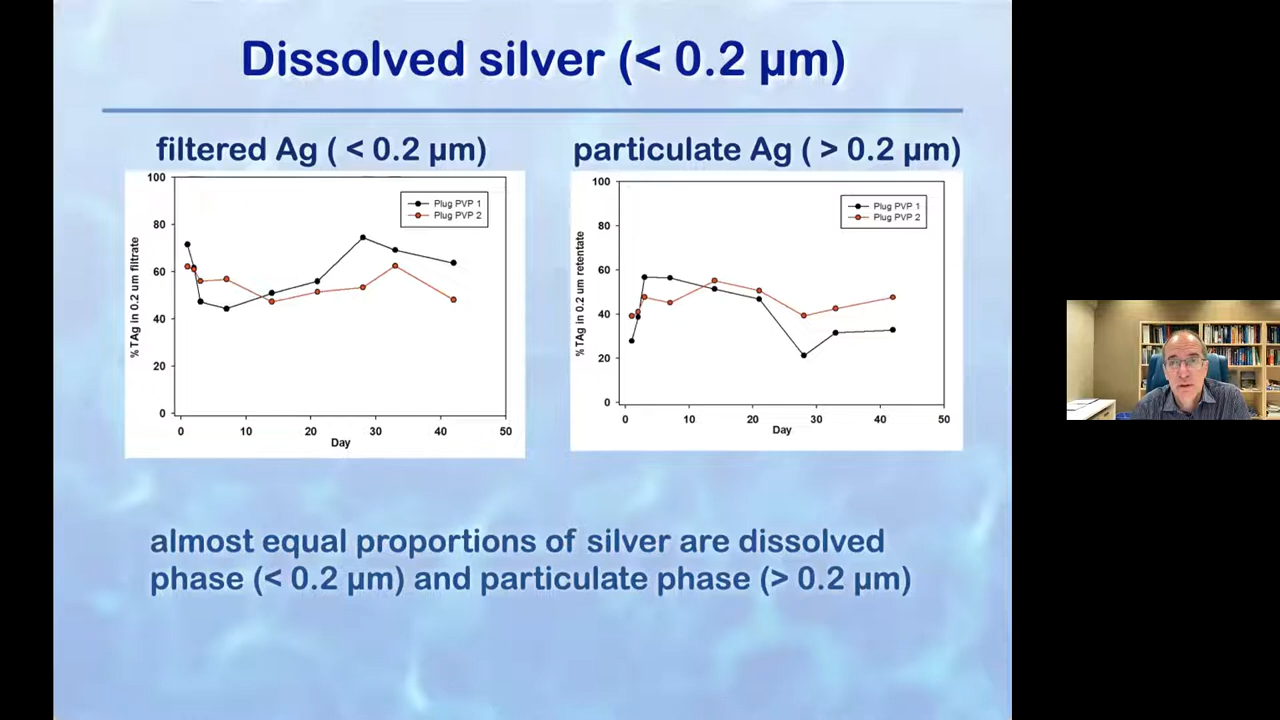 Dissolved silver (< 0.2 µm)
filtered Ag ( < 0.2 µm)
particulate Ag ( > 0.2 µm)
100
80
60
40
20
0
% TAg in 0.2 um filtrate
Plug PVP 1
Plug PVP 2
0 10 20 30 40 50
Day
100
80
60
40
20
0
% TAg in 0.2 um retentate
Plug PVP 1
Plug PVP 2
0 10 20 30 40 50
Day
almost equal proportions of silver are dissolved
phase (< 0.2 µm) and particulate phase (> 0.2 µm)